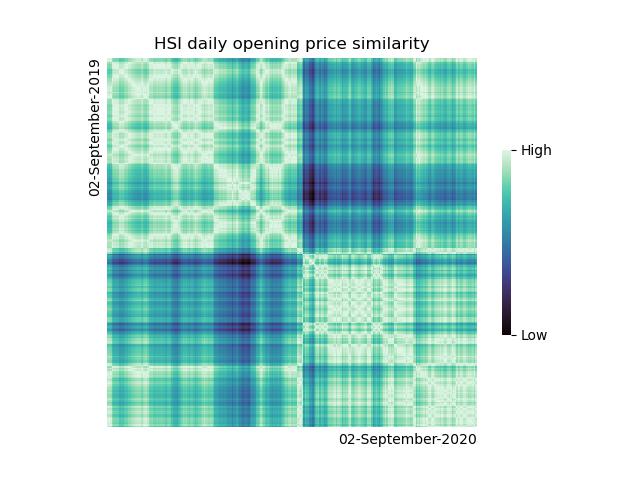 HSI daily opening price similarity
02-September-2019
High
Low
02-September-2020